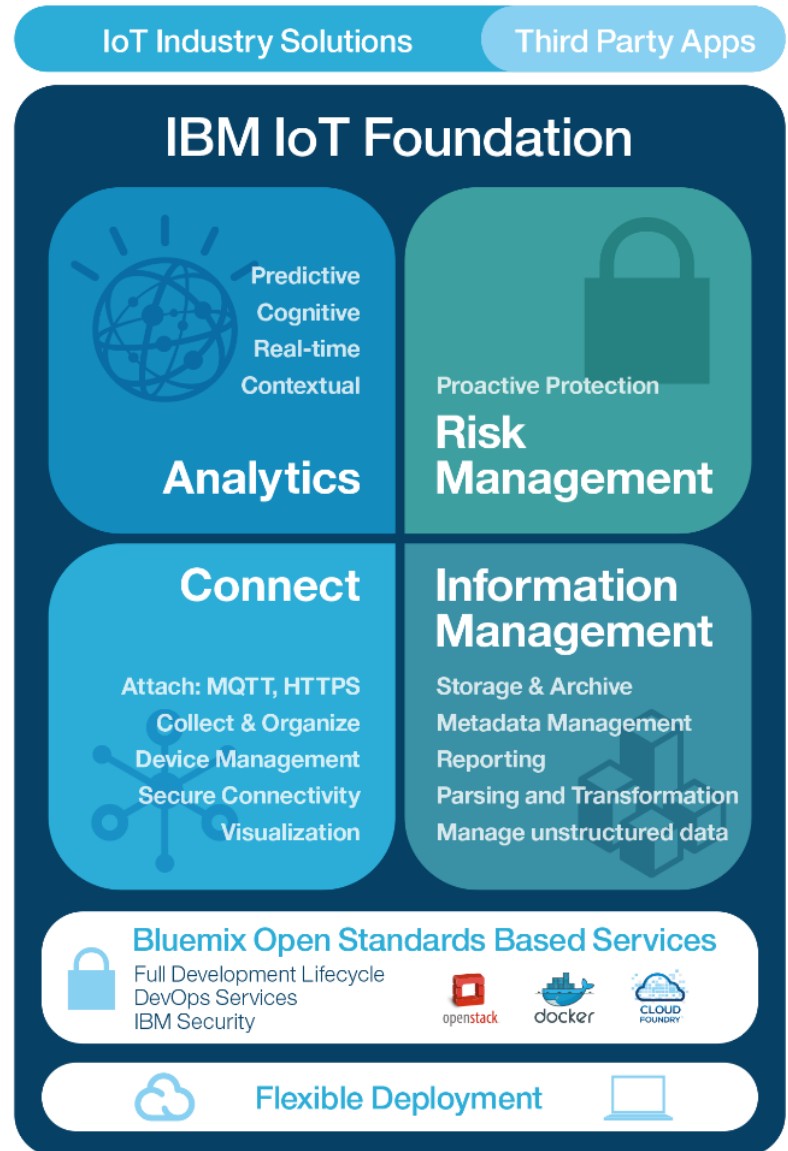 IoT Industry Solutions
Third Party Apps
IBM IoT Foundation
Predictive
Cognitive
Real-time
Contextual
Analytics
Proactive Protection
Risk
Management
Connect
Attach: MQTT, HTTPS
Collect & Organize
Device Management
Secure Connectivity
Visualization
Information
Management
Storage & Archive
Metadata Management
Reporting
Parsing and Transformation
Manage unstructured data
Bluemix Open Standards Based Services
Full Development Lifecycle
DevOps Services
IBM Security
openstack
docker
CLOUD
FOUNDRY
Flexible Deployment